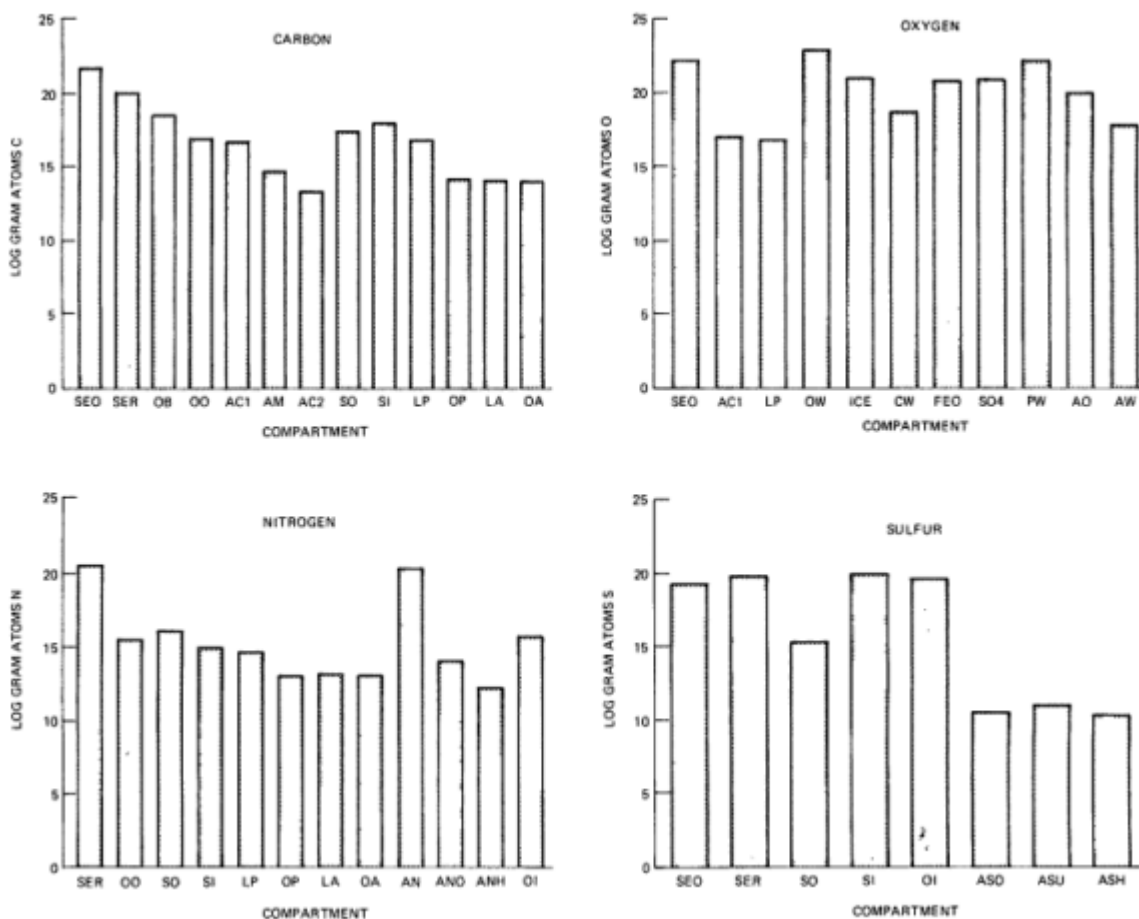 CARBON
LOG GRAM ATOMS C
25
20
15
10
5
0
SEO SER OB OO AC1 AM AC2 SO SI LP OP LA OA
COMPARTMENT
OXYGEN
LOG GRAM ATOMS O
25
20
15
10
5
0
SEO AC1 LP OW ICE CW FEO SO4 PW AO AW
COMPARTMENT
NITROGEN
LOG GRAM ATOMS N
25
20
15
10
5
0
SER OO SO SI LP OP LA OA AN ANO ANH OI
COMPARTMENT
SULFUR
LOG GRAM ATOMS S
25
20
15
10
5
0
SEO SER SO SI OI ASO ASU ASH
COMPARTMENT